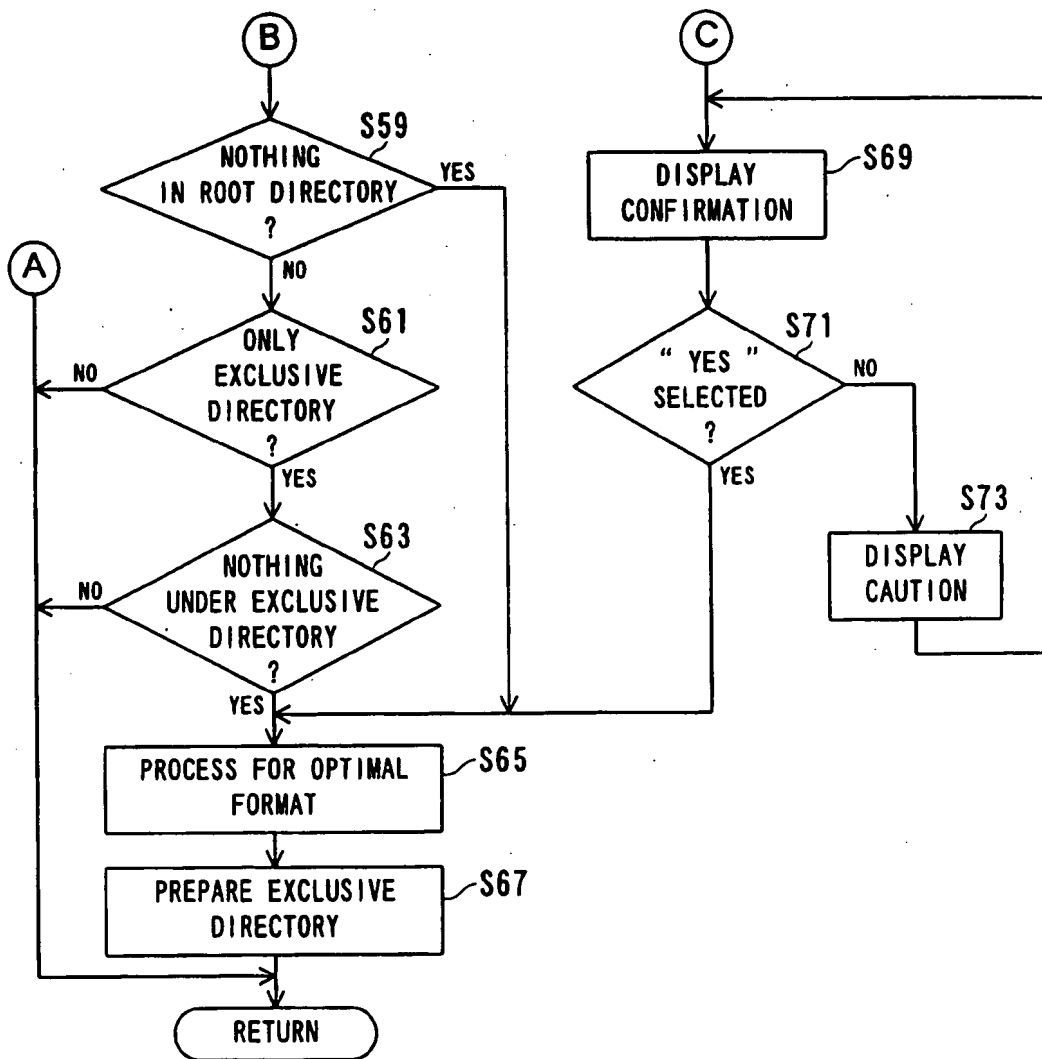 B
S59
NOTHING
IN ROOT DIRECTORY
?
YES
NO
A
S61
ONLY
EXCLUSIVE
DIRECTORY
?
NO
YES
S63
NOTHING
UNDER EXCLUSIVE
DIRECTORY
?
NO
YES
S65
PROCESS FOR OPTIMAL
FORMAT
S67
PREPARE EXCLUSIVE
DIRECTORY
RETURN
C
S69
DISPLAY
CONFIRMATION
S71
" YES "
SELECTED
?
NO
YES
S73
DISPLAY
CAUTION